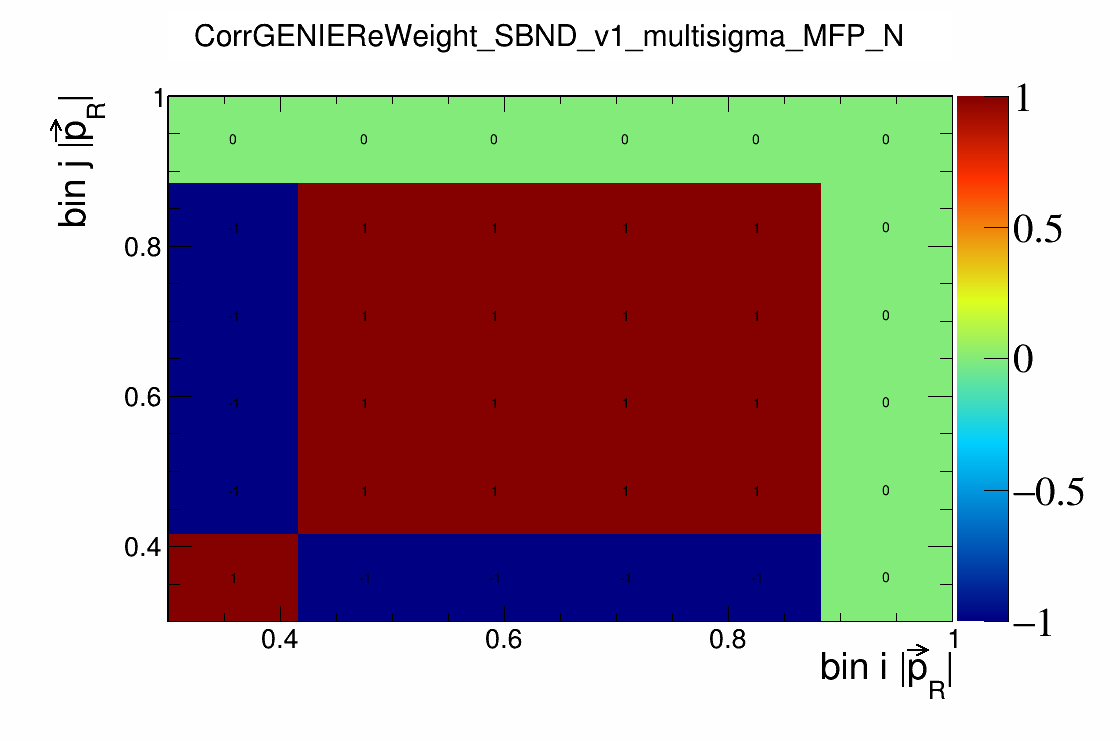 CorrGENIEReWeight_SBND_v1_multisigma_MFP_N
bin j |p⃗_R|
1
0.8
0.6
0.4
0 0 0 0 0 0
-1 1 1 1 1 0
-1 1 1 1 1 0
-1 1 1 1 1 0
-1 1 1 1 1 0
1 -1 -1 -1 -1 0
0.4 0.6 0.8 1
bin i |p⃗_R|
1
0.5
0
−0.5
−1